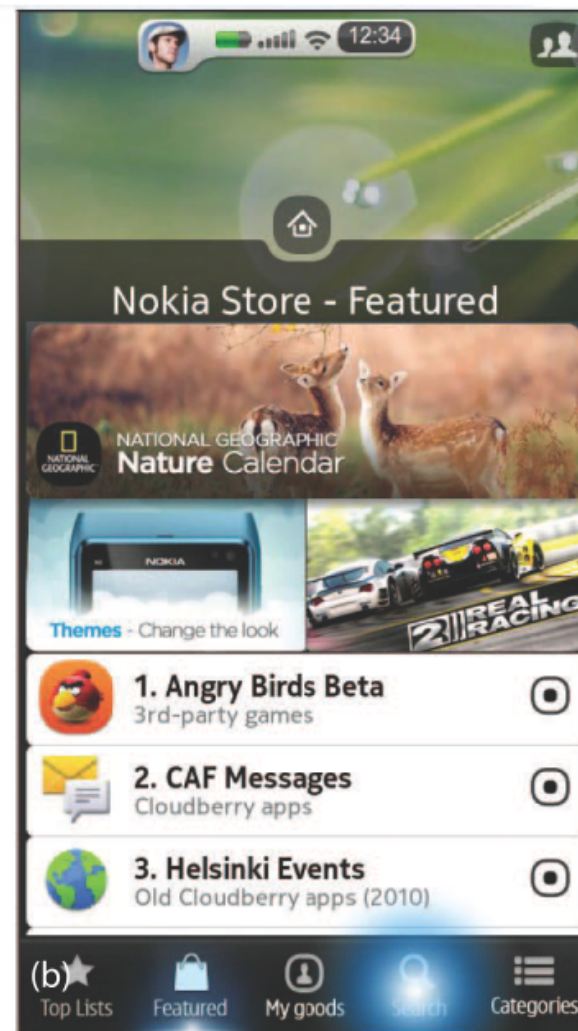 12:34
Nokia Store - Featured
NATIONAL GEOGRAPHIC
Nature Calendar
NATIONAL
GEOGRAPHIC
NOKIA
Themes - Change the look
2 REAL
RACING
1. Angry Birds Beta
3rd-party games
2. CAF Messages
Cloudberry apps
3. Helsinki Events
Old Cloudberry apps (2010)
(b)
Top Lists Featured My goods Search Categories